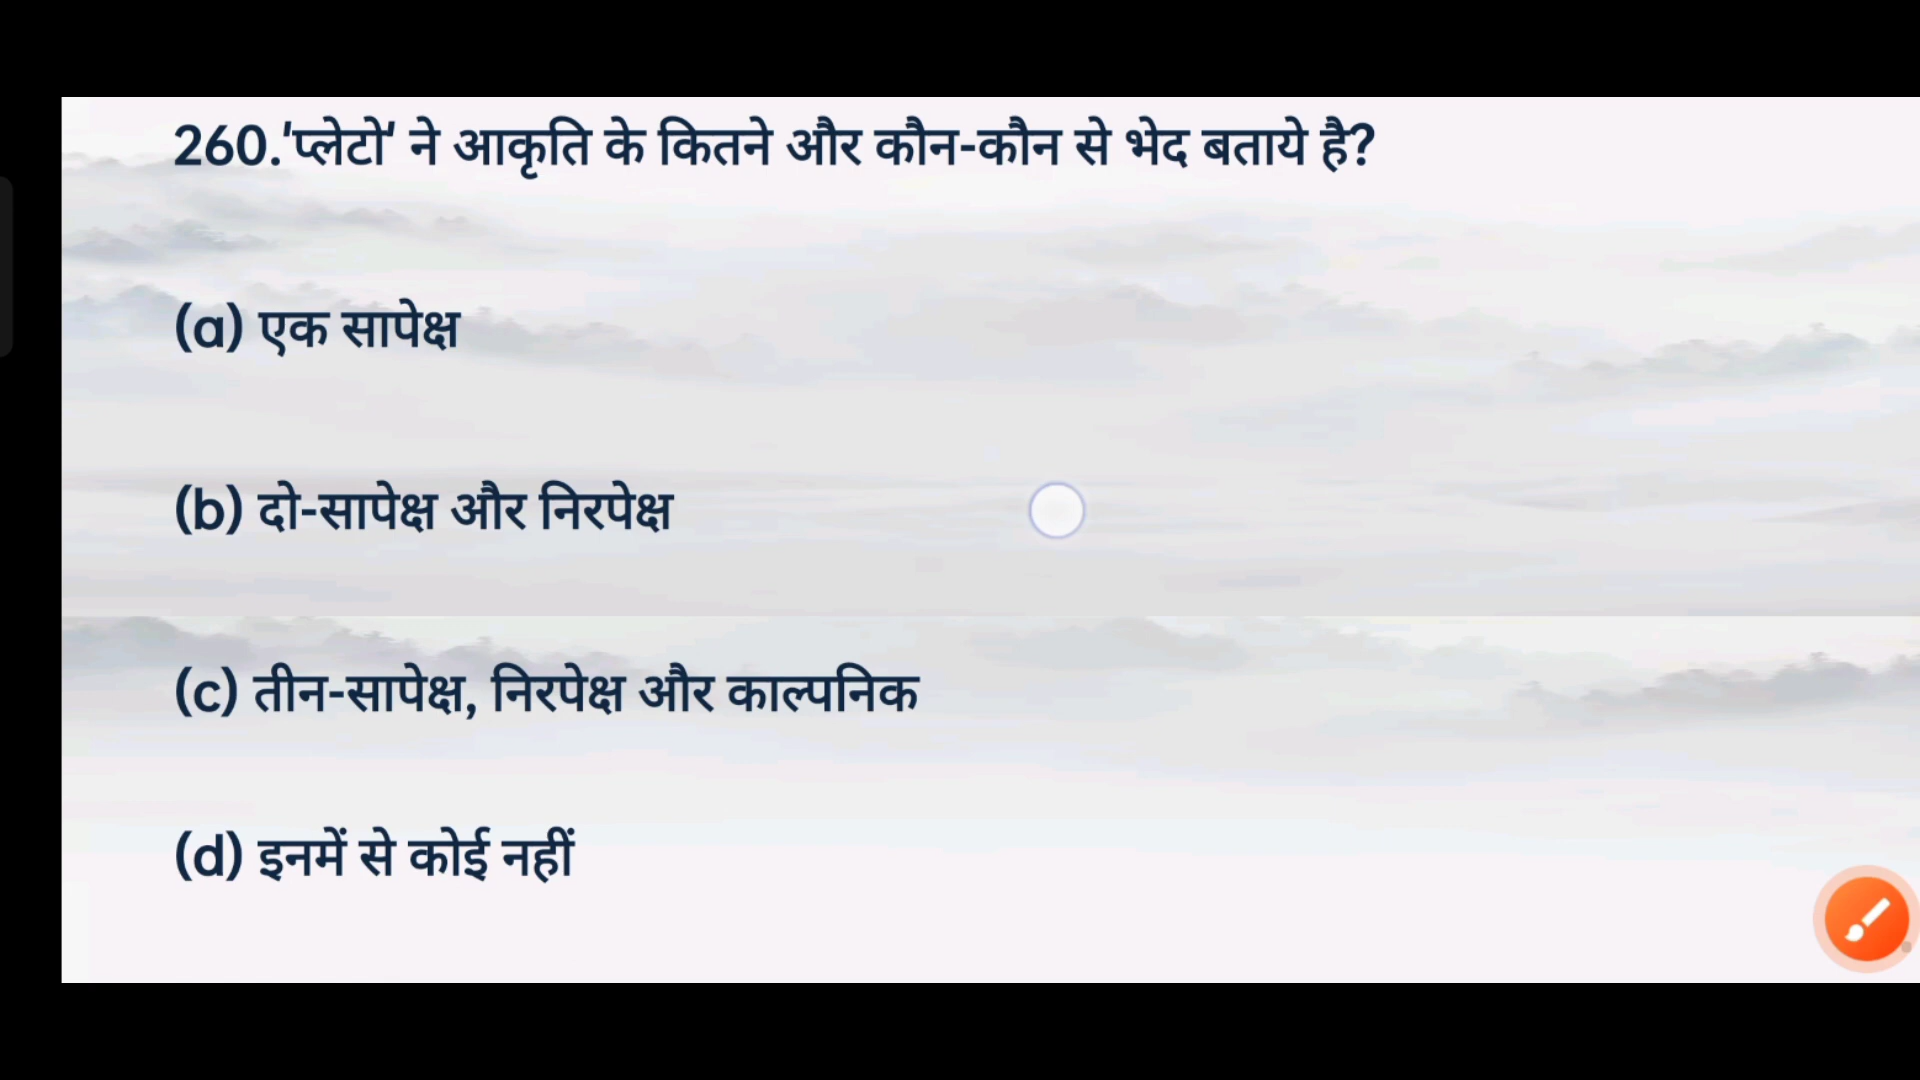 260.'प्लेटो' ने आकृति के कितने और कौन-कौन से भेद बताये है?
(a) एक सापेक्ष
(b) दो-सापेक्ष और निरपेक्ष
(c) तीन-सापेक्ष, निरपेक्ष और काल्पनिक
(d) इनमें से कोई नहीं